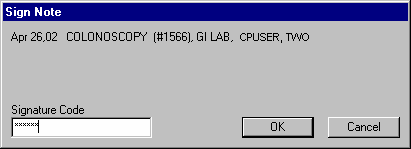 Sign Note
Apr 26,02 COLONOSCOPY (#1566), GI LAB, CPUSER, TWO
Signature Code
******
OK Cancel